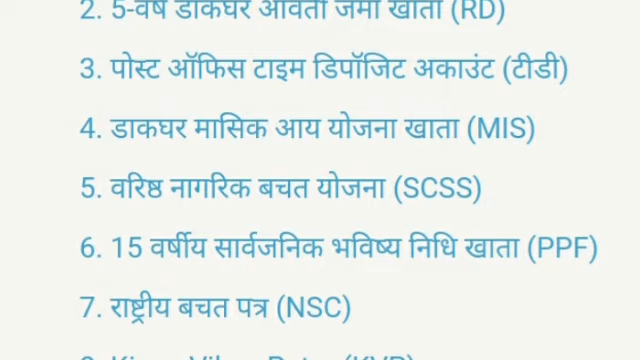 2. 5-वर्ष डाकघर आवर्ती जमा खाता (RD)
3. पोस्ट ऑफिस टाइम डिपॉजिट अकाउंट (टीडी)
4. डाकघर मासिक आय योजना खाता (MIS)
5. वरिष्ठ नागरिक बचत योजना (SCSS)
6. 15 वर्षीय सार्वजनिक भविष्य निधि खाता (PPF)
7. राष्ट्रीय बचत पत्र (NSC)